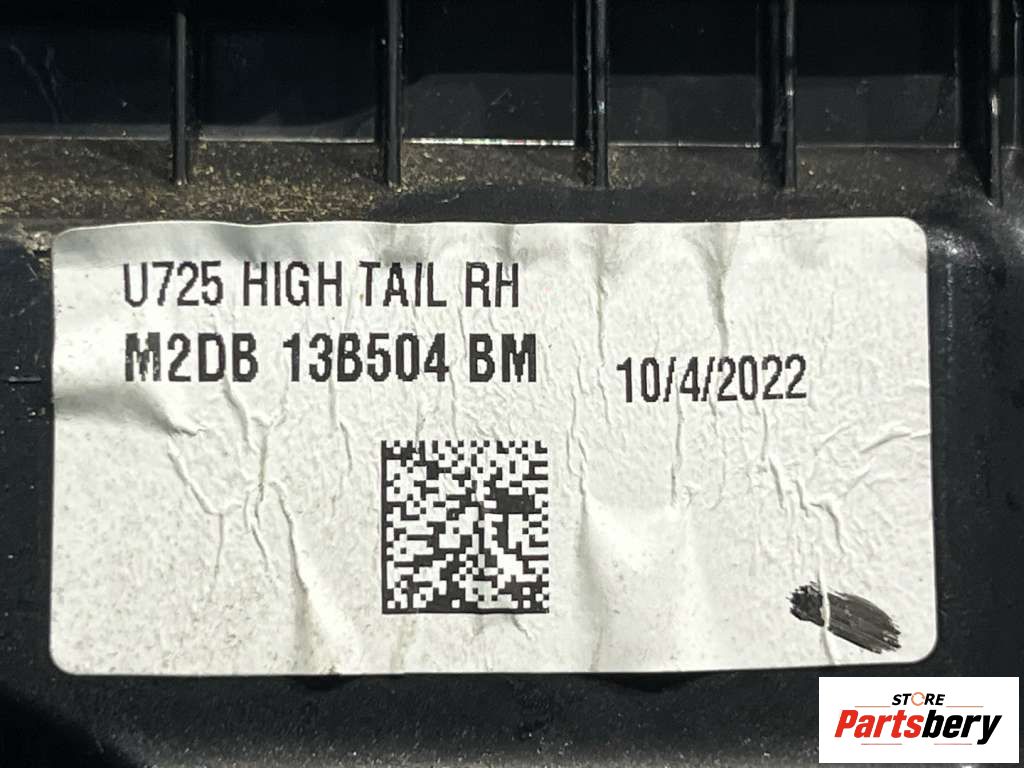 U725 HIGH TAIL RH
M2DB 13B504 BM
10/4/2022
STORE
Partsbery